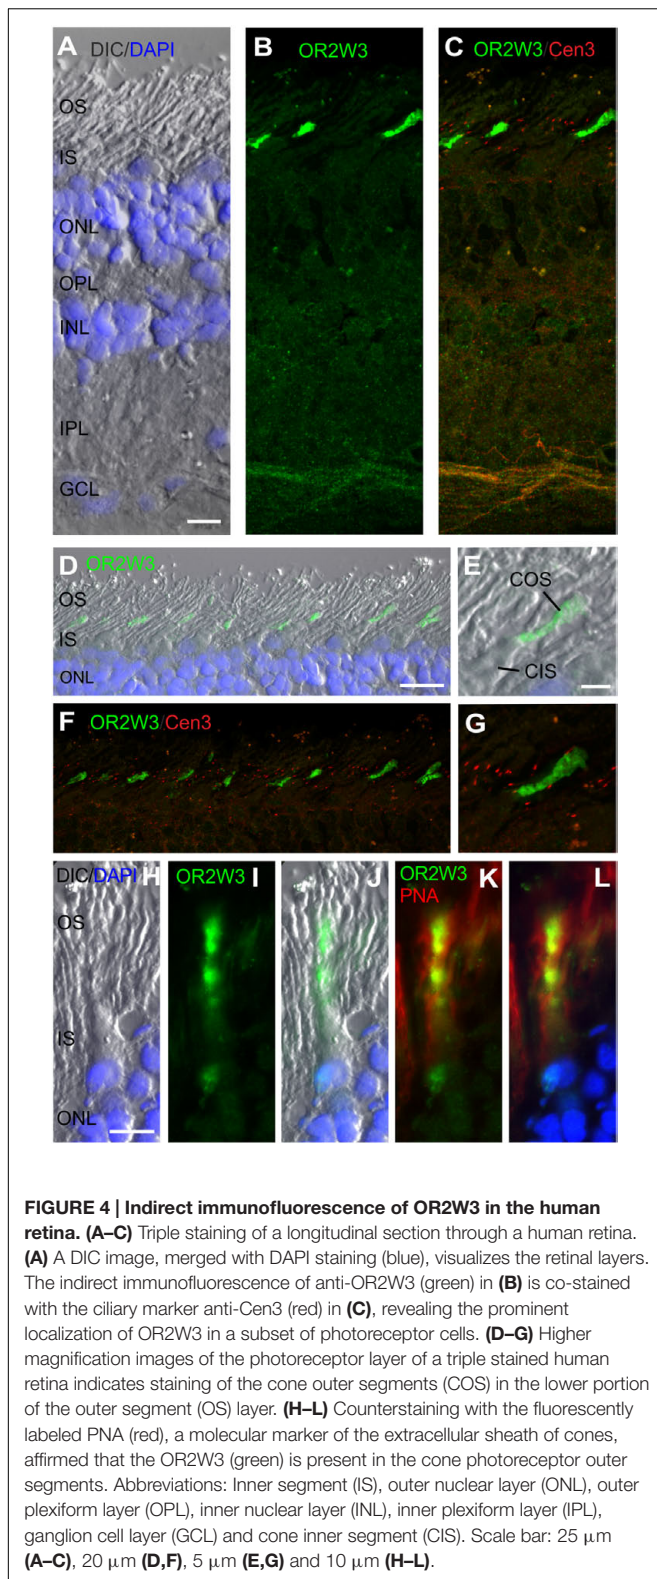 A DIC/DAPI
B OR2W3
C OR2W3/Cen3
OS
IS
ONL
OPL
INL
IPL
GCL
D OR2W3
OS
IS
ONL
E
COS
CIS
F OR2W3/Cen3
G
DIC/DAPI H
OS
IS
ONL
OR2W3 I
J
OR2W3 K
PNA
L
FIGURE 4 | Indirect immunofluorescence of OR2W3 in the human
retina. (A–C) Triple staining of a longitudinal section through a human retina.
(A) A DIC image, merged with DAPI staining (blue), visualizes the retinal layers.
The indirect immunofluorescence of anti-OR2W3 (green) in (B) is co-stained
with the ciliary marker anti-Cen3 (red) in (C), revealing the prominent
localization of OR2W3 in a subset of photoreceptor cells. (D–G) Higher
magnification images of the photoreceptor layer of a triple stained human
retina indicates staining of the cone outer segments (COS) in the lower portion
of the outer segment (OS) layer. (H–L) Counterstaining with the fluorescently
labeled PNA (red), a molecular marker of the extracellular sheath of cones,
affirmed that the OR2W3 (green) is present in the cone photoreceptor outer
segments. Abbreviations: Inner segment (IS), outer nuclear layer (ONL), outer
plexiform layer (OPL), inner nuclear layer (INL), inner plexiform layer (IPL),
ganglion cell layer (GCL) and cone inner segment (CIS). Scale bar: 25 μm
(A–C), 20 μm (D,F), 5 μm (E,G) and 10 μm (H–L).